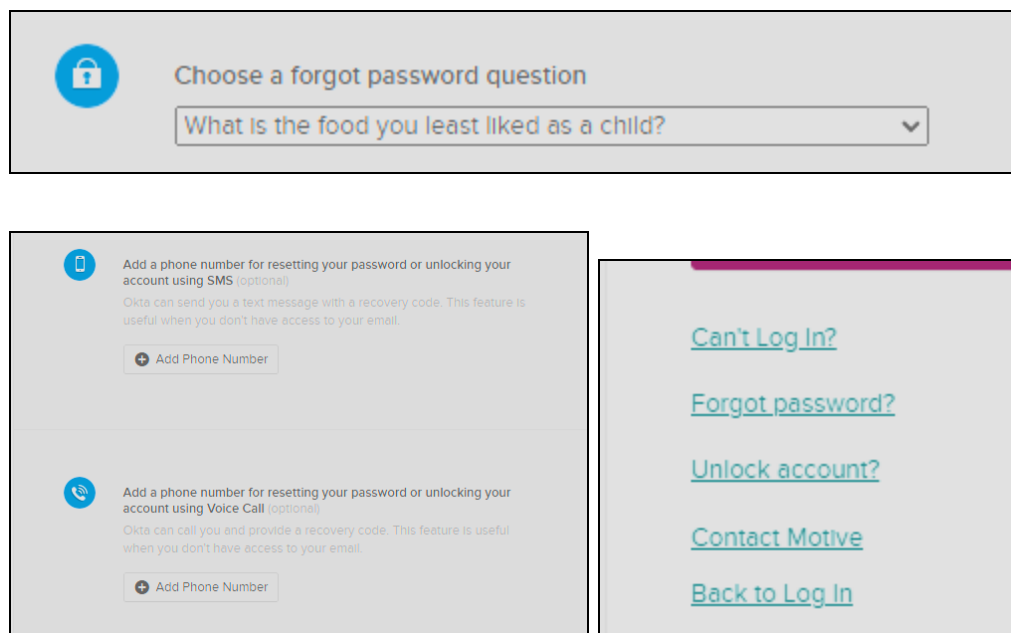 Choose a forgot password question
What is the food you least liked as a child?
Add a phone number for resetting your password or unlocking your
account using SMS (optional)
Okta can send you a text message with a recovery code. This feature is
useful when you don't have access to your email.
Add Phone Number
Add a phone number for resetting your password or unlocking your
account using Voice Call (optional)
Okta can call you and provide a recovery code. This feature is useful
when you don't have access to your email.
Add Phone Number
Can't Log In?
Forgot password?
Unlock account?
Contact Motive
Back to Log In